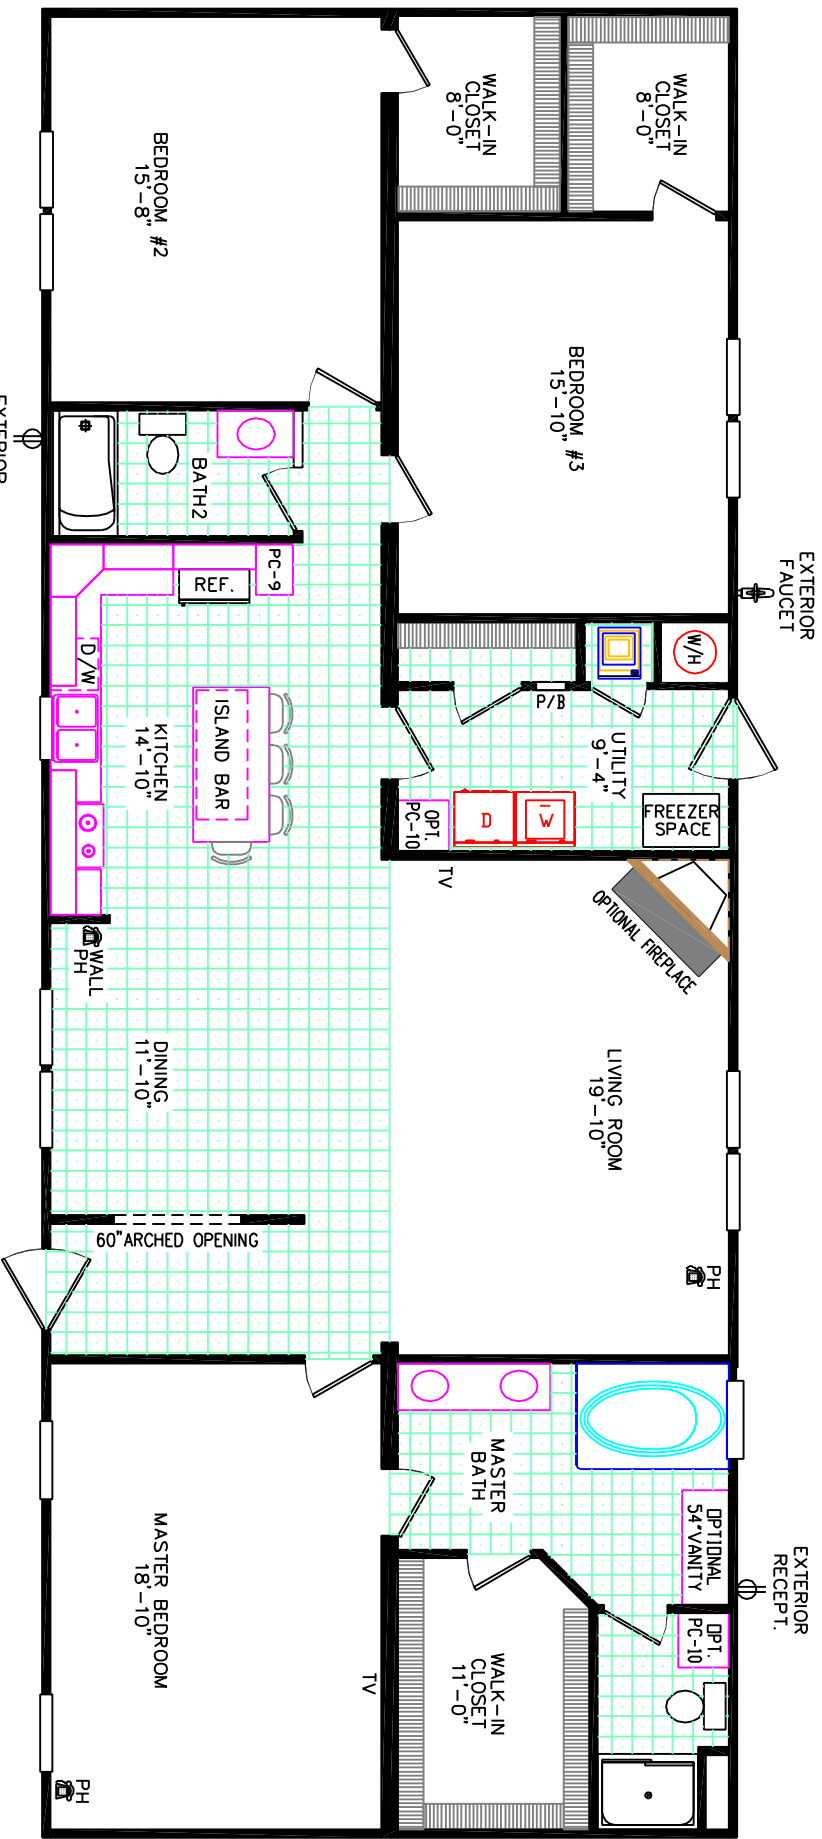 WALK-IN
CLOSET
8'-0"
WALK-IN
CLOSET
8'-0"
BEDROOM #2
15'-8"
BEDROOM #3
15'-10"
EXTERIOR
EXTERIOR
FAUCET
BATH2
PC-9
REF.
D/W
W/H
P/B
ISLAND BAR
KITCHEN
14'-10"
UTILITY
9'-4"
FREEZER
SPACE
OPT.
PC-10
D
W
TV
OPTIONAL FIREPLACE
WALL
PH
DINING
11'-10"
LIVING ROOM
19'-10"
60"ARCHED OPENING
PH
MASTER
BATH
OPTIONAL
54"VANITY
EXTERIOR
RECEPT.
OPT.
PC-10
MASTER BEDROOM
18'-10"
WALK-IN
CLOSET
11'-0"
TV
PH